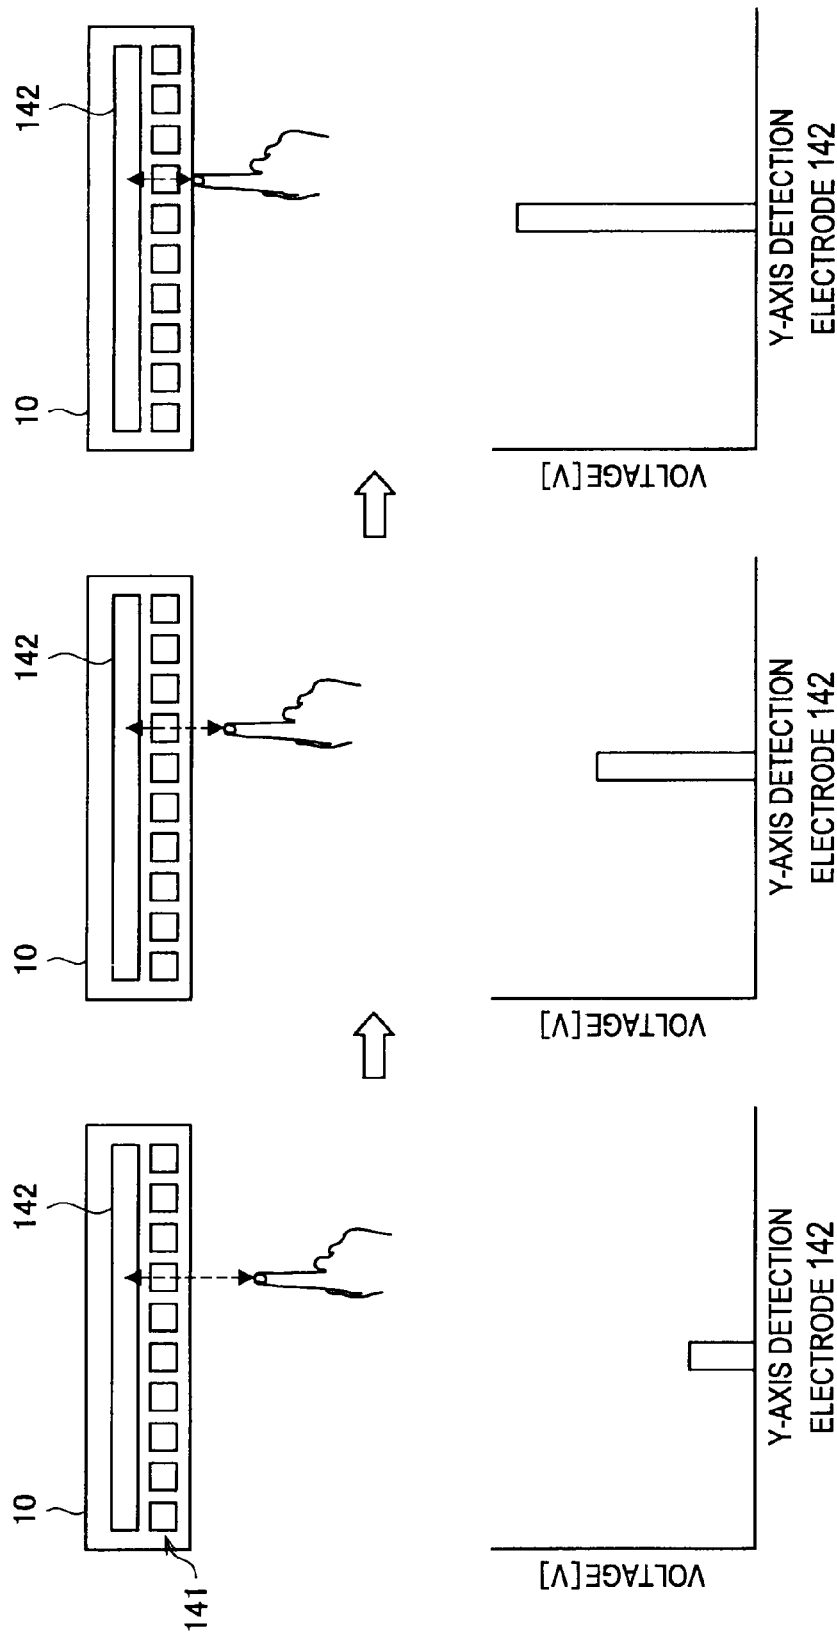 10
142
141
VOLTAGE[V]
Y-AXIS DETECTION
ELECTRODE 142
10
142
VOLTAGE[V]
Y-AXIS DETECTION
ELECTRODE 142
10
142
VOLTAGE[V]
Y-AXIS DETECTION
ELECTRODE 142